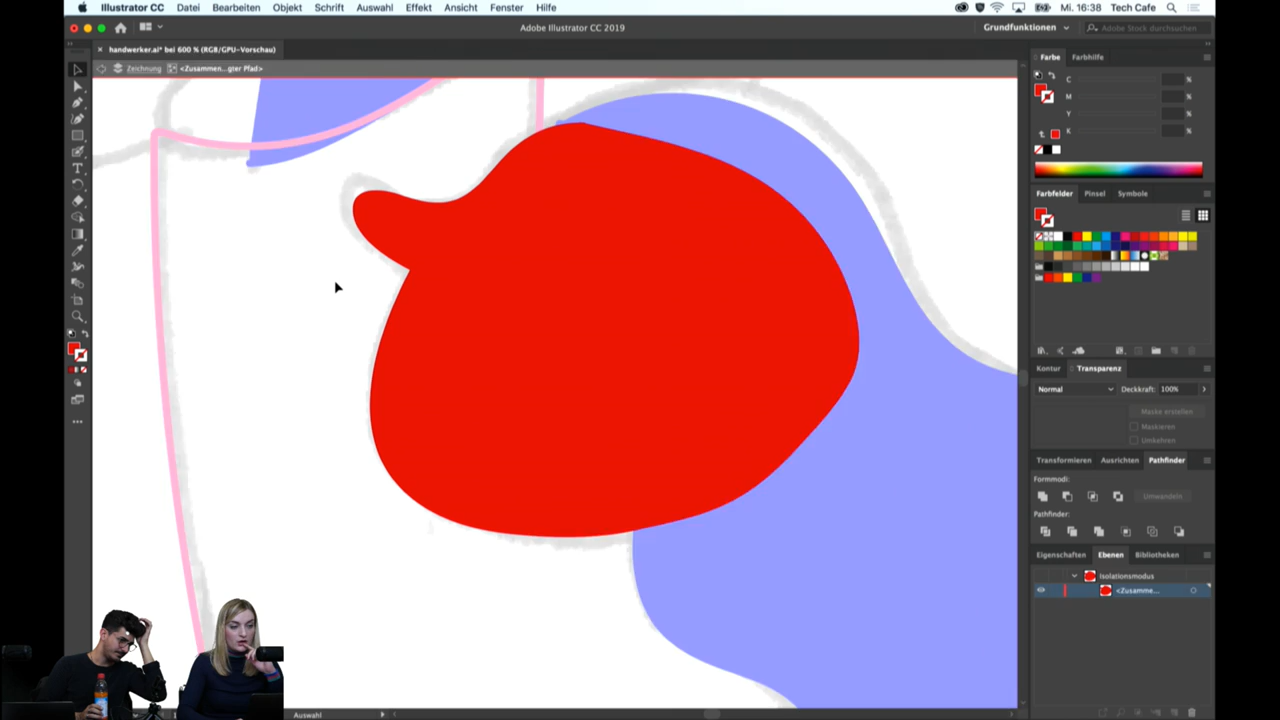 Illustrator CC Datei Bearbeiten Objekt Schrift Auswahl Effekt Ansicht Fenster Hilfe Mi. 16:38 Tech Cafe
Adobe Illustrator CC 2019 Grundfunktionen Adobe Stock durchsuchen
× handwerker.ai* bei 600 % (RGB/GPU-Vorschau)
Zeichnung <Zusammen...gter Pfad>
Farbe Farbhilfe
C %
M %
Y %
K %
Farbfelder Pinsel Symbole
Kontur Transparenz
Normal Deckkraft: 100%
Maske erstellen
Maskieren
Umkehren
Transformieren Ausrichten Pathfinder
Formmodi:
Umwandeln
Pathfinder:
Eigenschaften Ebenen Bibliotheken
Isolationsmodus
<Zusamme...
Auswahl